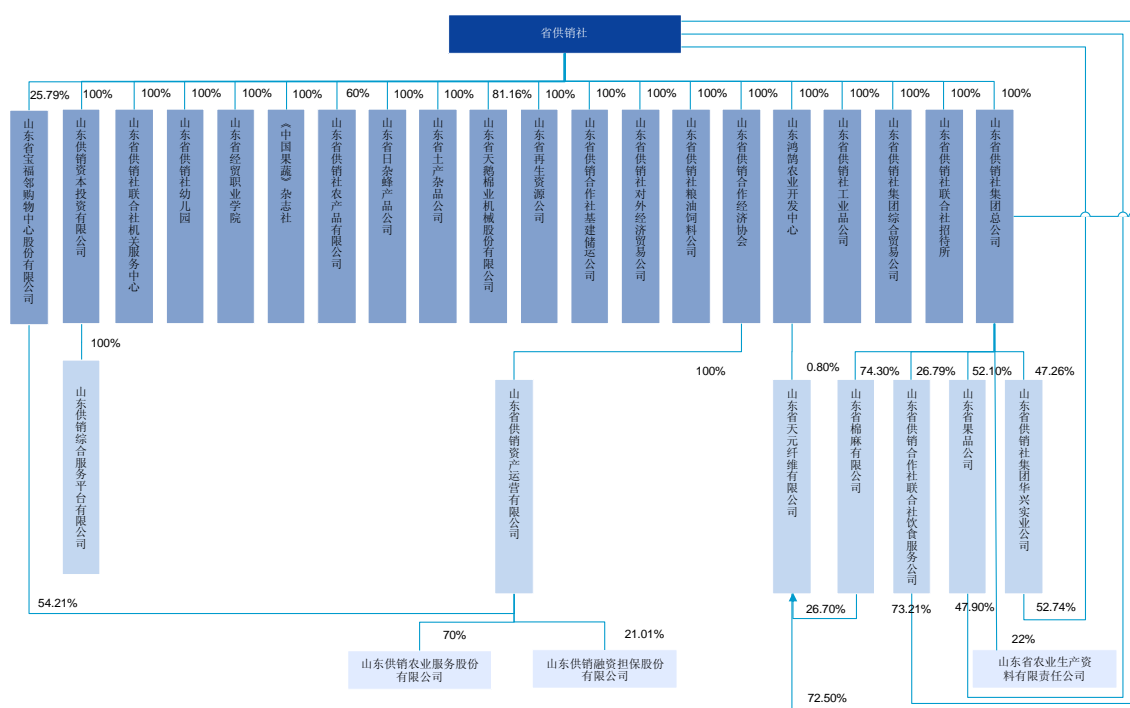 省供销社
25.79%
100%
100%
100%
100%
100%
60%
100%
100%
81.16%
100%
100%
100%
100%
100%
100%
100%
100%
100%
100%
山东省宝福邻购物中心股份有限公司
山东供销资本投资有限公司
山东省供销社联合社机关服务中心
山东省供销社幼儿园
山东省经贸职业学院
《中国果蔬》杂志社
山东省供销社农产品有限公司
山东省日杂蜂产品公司
山东省土产杂品公司
山东省天鹅棉业机械股份有限公司
山东省再生资源公司
山东省供销合作社基建储运公司
山东省供销社对外经济贸易公司
山东省供销社粮油饲料公司
山东省供销合作经济协会
山东鸿鹄农业开发中心
山东省供销社工业品公司
山东省供销社集团综合贸易公司
山东省供销社联合社招待所
山东省供销社集团总公司
100%
100%
0.80%
74.30%
26.79%
52.10%
47.26%
山东供销综合服务平台有限公司
山东省供销资产运营有限公司
山东省天元纤维有限公司
山东省棉麻有限公司
山东省供销合作社联合社饮食服务公司
山东省果品公司
山东省供销社集团华兴实业公司
54.21%
26.70%
73.21%
47.90%
52.74%
70%
21.01%
22%
山东供销农业服务股份
有限公司
山东供销融资担保股份
有限公司
山东省农业生产资
料有限责任公司
72.50%